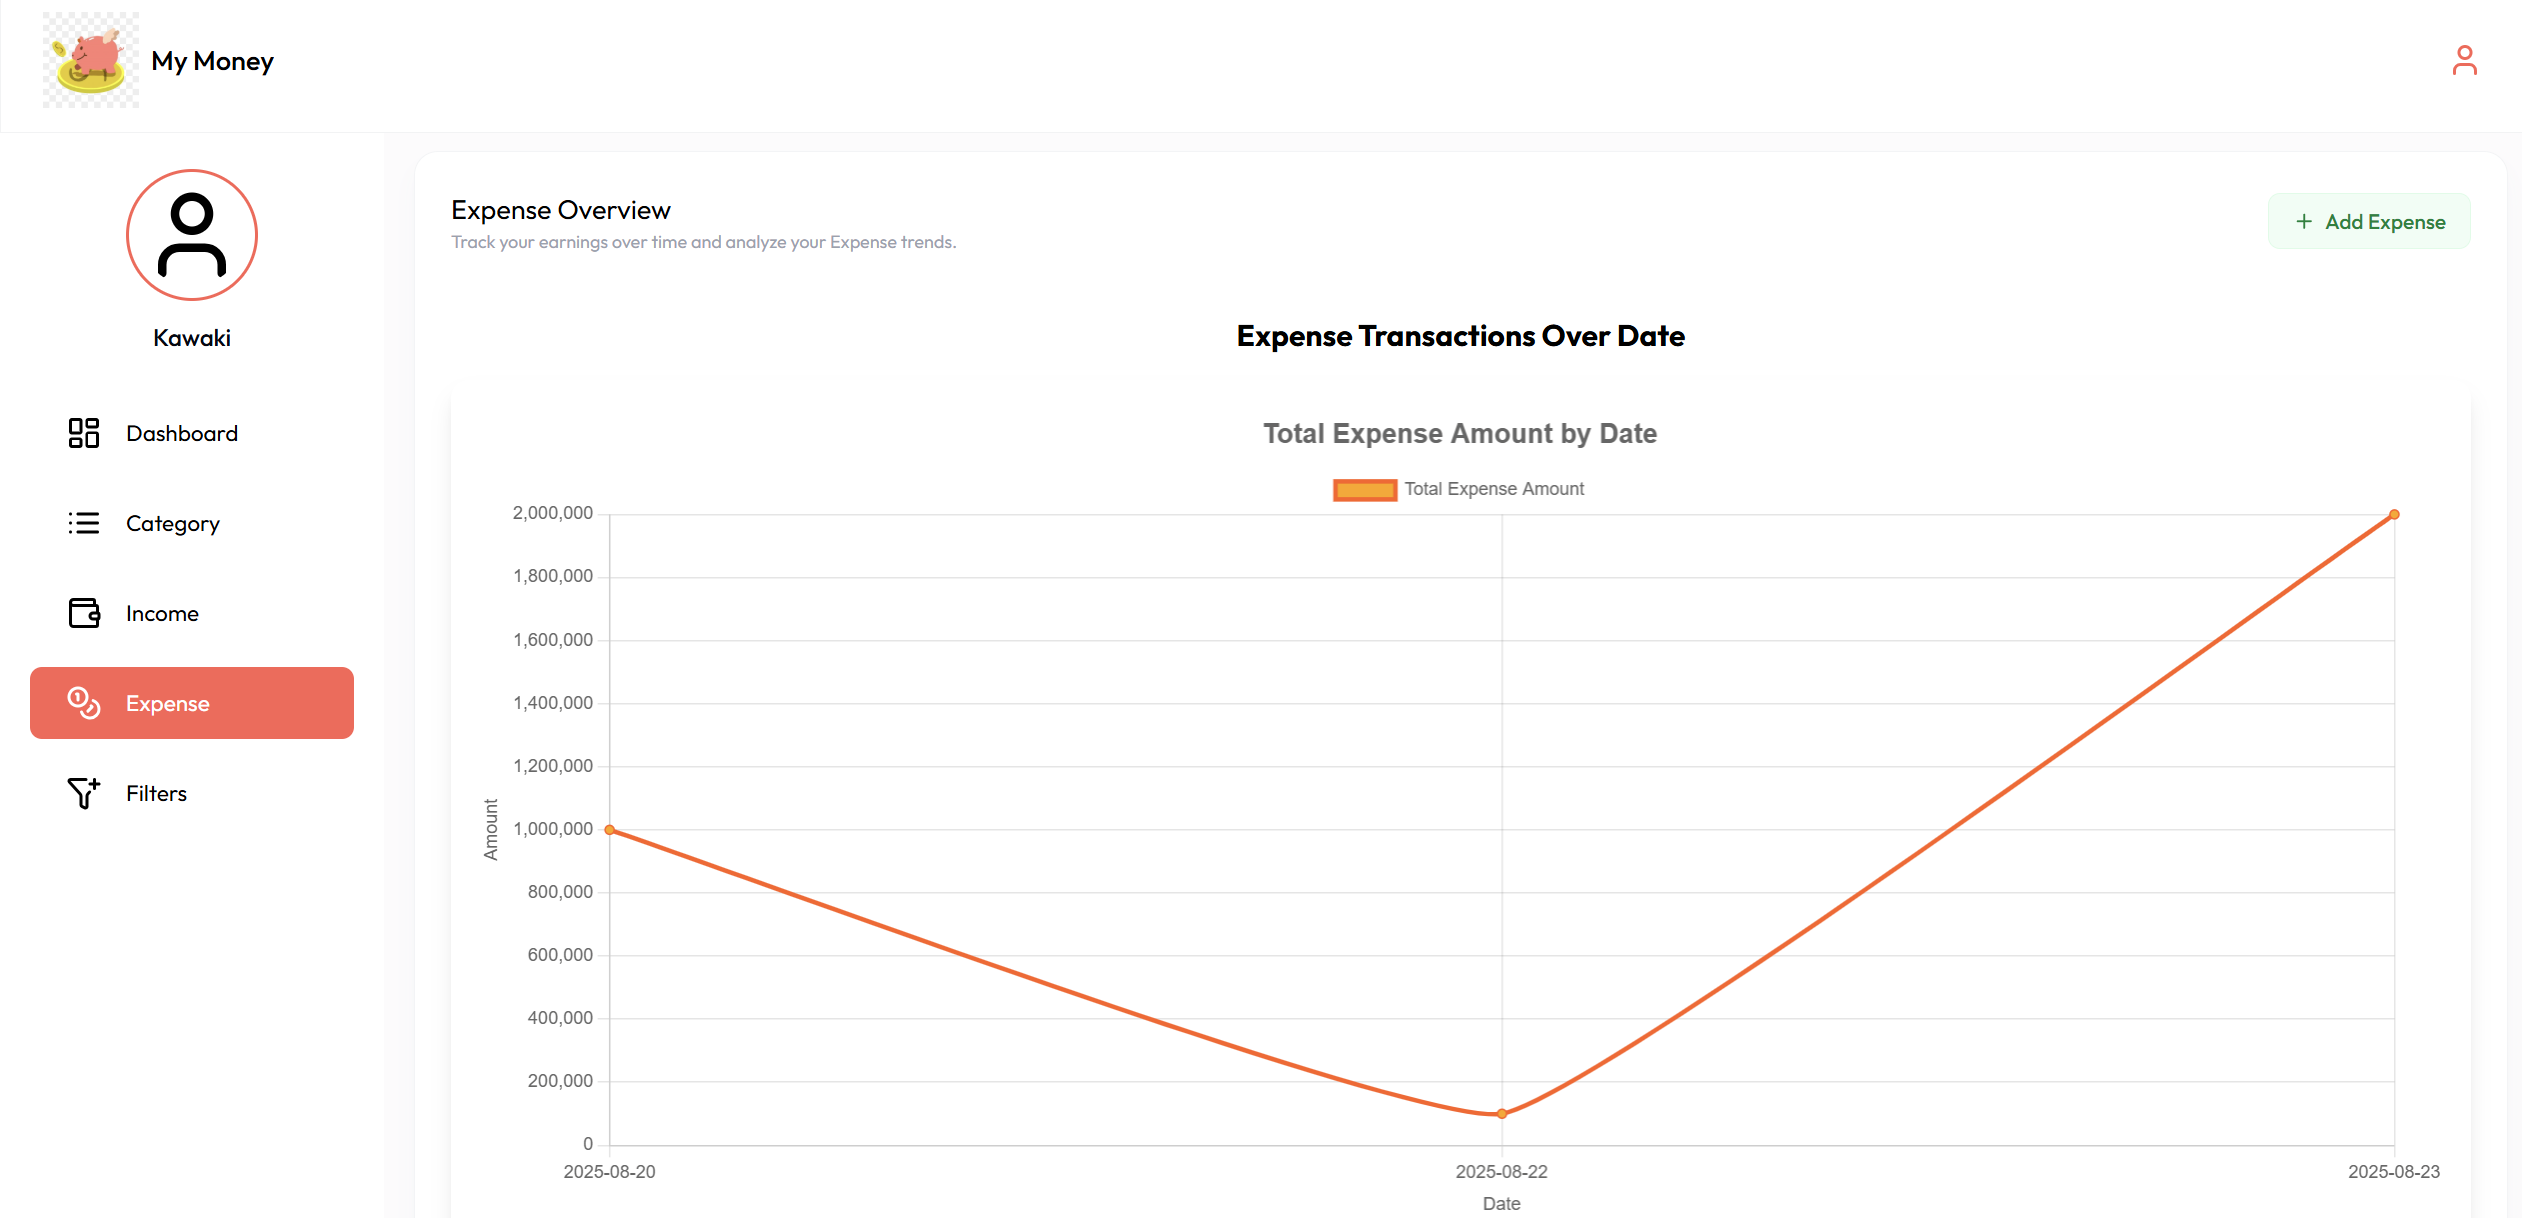 My Money
Kawaki
Dashboard
Category
Income
Expense
Filters
Expense Overview
Track your earnings over time and analyze your Expense trends.
+ Add Expense
Expense Transactions Over Date
Total Expense Amount by Date
Total Expense Amount
2,000,000
1,800,000
1,600,000
1,400,000
1,200,000
1,000,000
800,000
600,000
400,000
200,000
0
Amount
2025-08-20
2025-08-22
2025-08-23
Date